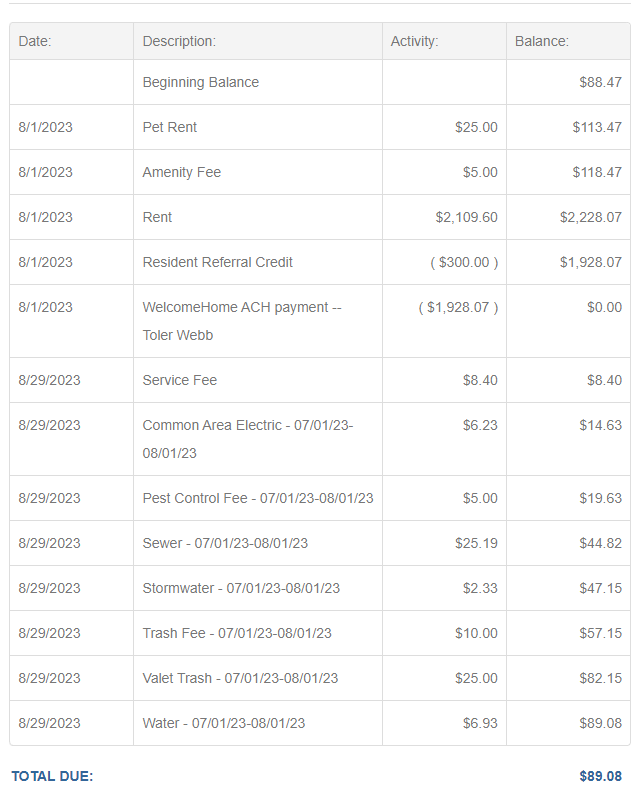 Date: Description: Activity: Balance:
Beginning Balance $88.47
8/1/2023 Pet Rent $25.00 $113.47
8/1/2023 Amenity Fee $5.00 $118.47
8/1/2023 Rent $2,109.60 $2,228.07
8/1/2023 Resident Referral Credit ( $300.00 ) $1,928.07
8/1/2023 WelcomeHome ACH payment -- ( $1,928.07 ) $0.00
Toler Webb
8/29/2023 Service Fee $8.40 $8.40
8/29/2023 Common Area Electric - 07/01/23- $6.23 $14.63
08/01/23
8/29/2023 Pest Control Fee - 07/01/23-08/01/23 $5.00 $19.63
8/29/2023 Sewer - 07/01/23-08/01/23 $25.19 $44.82
8/29/2023 Stormwater - 07/01/23-08/01/23 $2.33 $47.15
8/29/2023 Trash Fee - 07/01/23-08/01/23 $10.00 $57.15
8/29/2023 Valet Trash - 07/01/23-08/01/23 $25.00 $82.15
8/29/2023 Water - 07/01/23-08/01/23 $6.93 $89.08
TOTAL DUE: $89.08